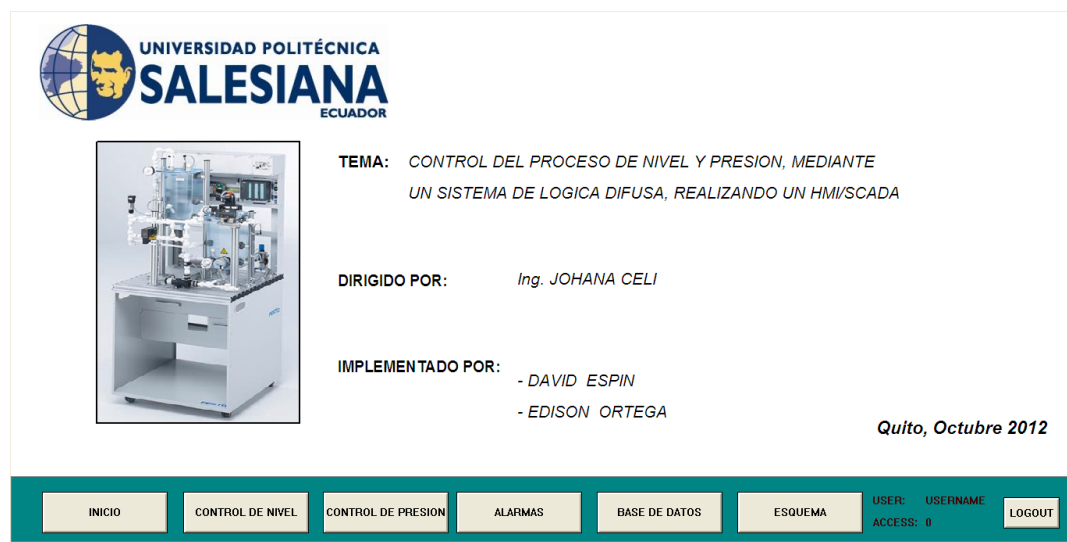 UNIVERSIDAD POLITÉCNICA
SALESIANA
ECUADOR
TEMA: CONTROL DEL PROCESO DE NIVEL Y PRESION, MEDIANTE
UN SISTEMA DE LOGICA DIFUSA, REALIZANDO UN HMI/SCADA
DIRIGIDO POR: Ing. JOHANA CELI
IMPLEMENTADO POR:
- DAVID ESPIN
- EDISON ORTEGA
Quito, Octubre 2012
INICIO CONTROL DE NIVEL CONTROL DE PRESION ALARMAS BASE DE DATOS ESQUEMA
USER: USERNAME
ACCESS: 0
LOGOUT